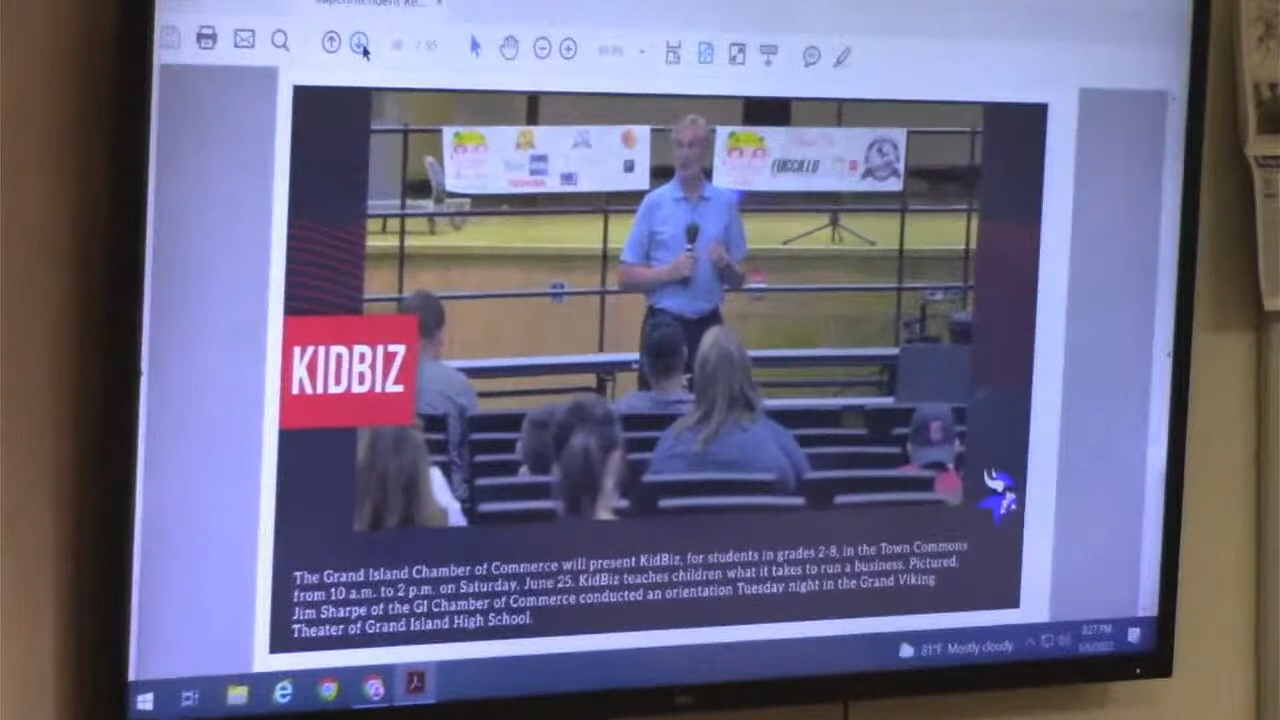 Superintendent Re...
KIDBIZ
FUCCILLO
TOSHIBA
The Grand Island Chamber of Commerce will present KidBiz, for students in grades 2-8, in the Town Commons
from 10 a.m. to 2 p.m. on Saturday, June 25. KidBiz teaches children what it takes to run a business. Pictured,
Jim Sharpe of the GI Chamber of Commerce conducted an orientation Tuesday night in the Grand Viking
Theater of Grand Island High School.
81°F Mostly cloudy